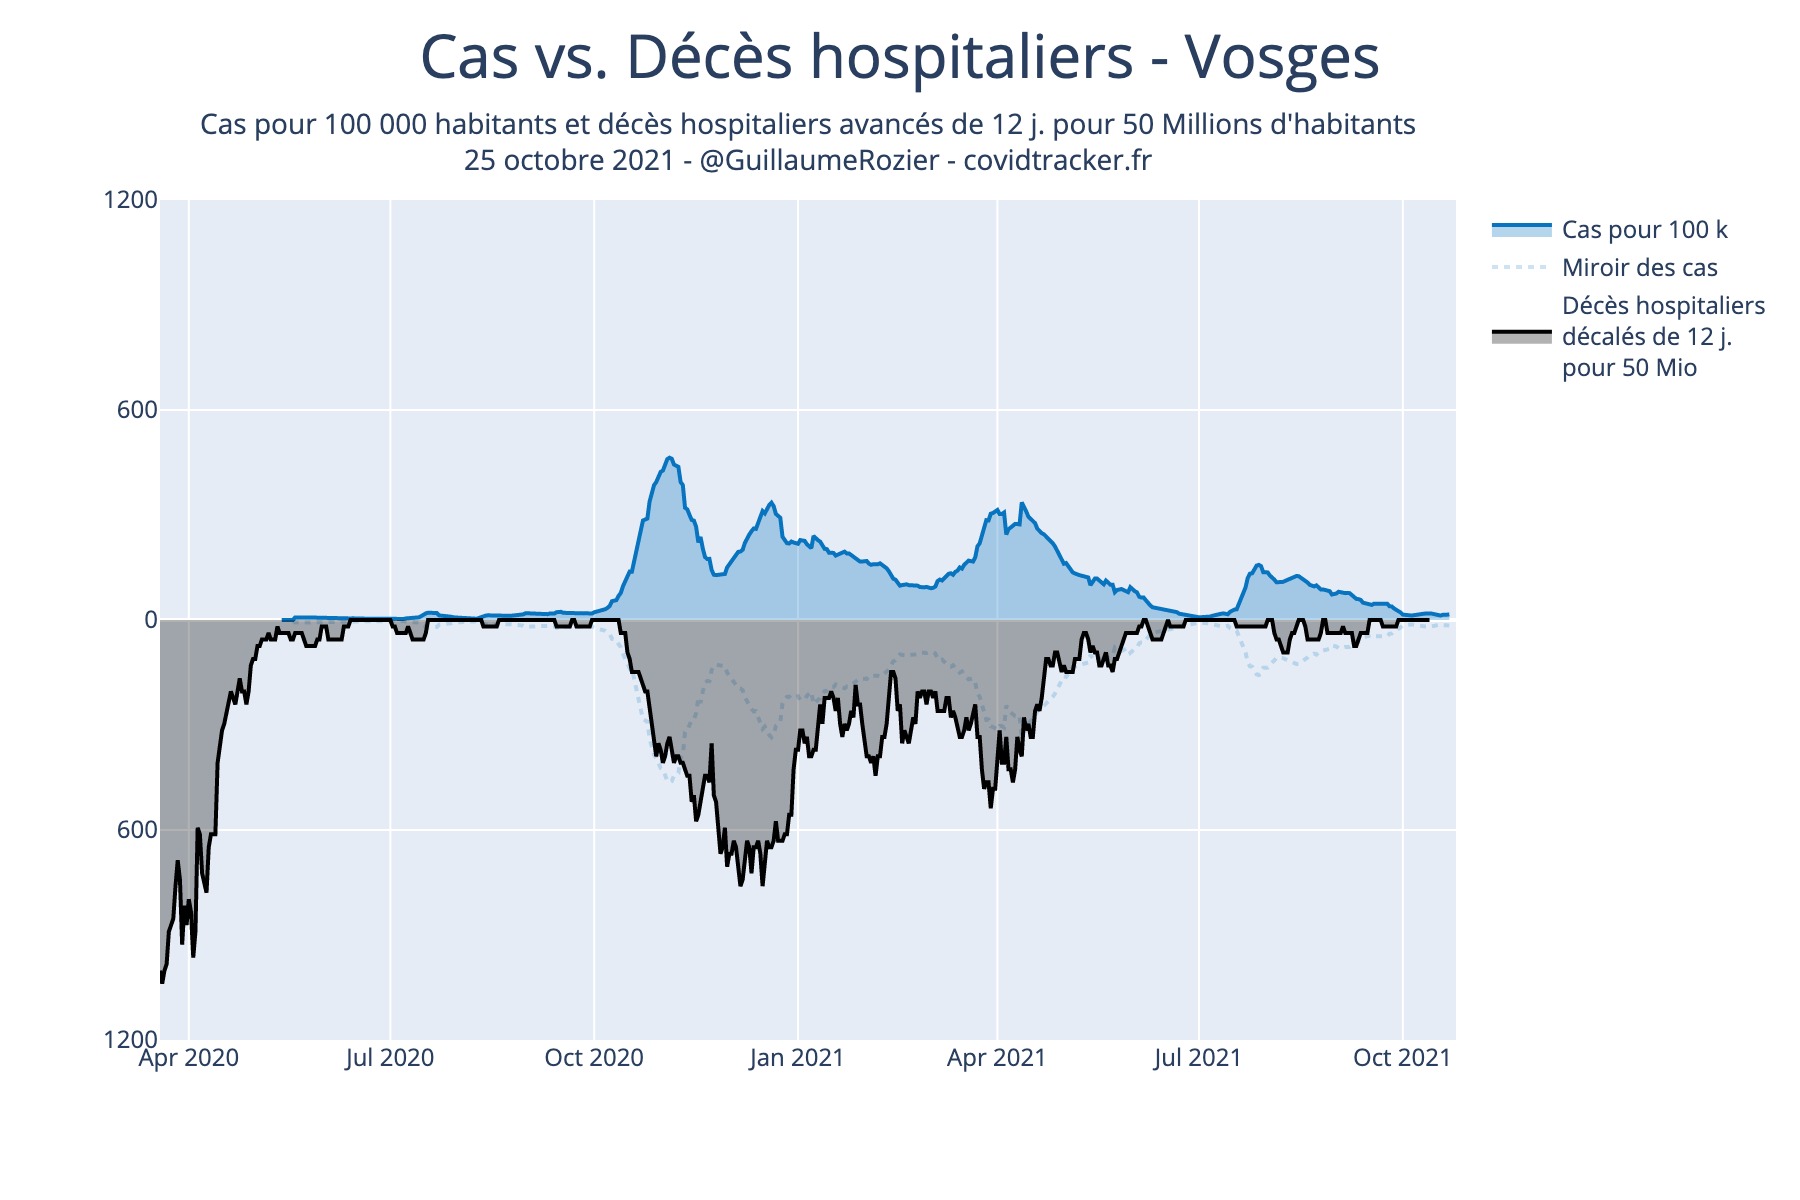 Cas vs. Décès hospitaliers - Vosges
Cas pour 100 000 habitants et décès hospitaliers avancés de 12 j. pour 50 Millions d'habitants
25 octobre 2021 - @GuillaumeRozier - covidtracker.fr
1200
600
0
600
1200
Apr 2020
Jul 2020
Oct 2020
Jan 2021
Apr 2021
Jul 2021
Oct 2021
Cas pour 100 k
Miroir des cas
Décès hospitaliers
décalés de 12 j.
pour 50 Mio